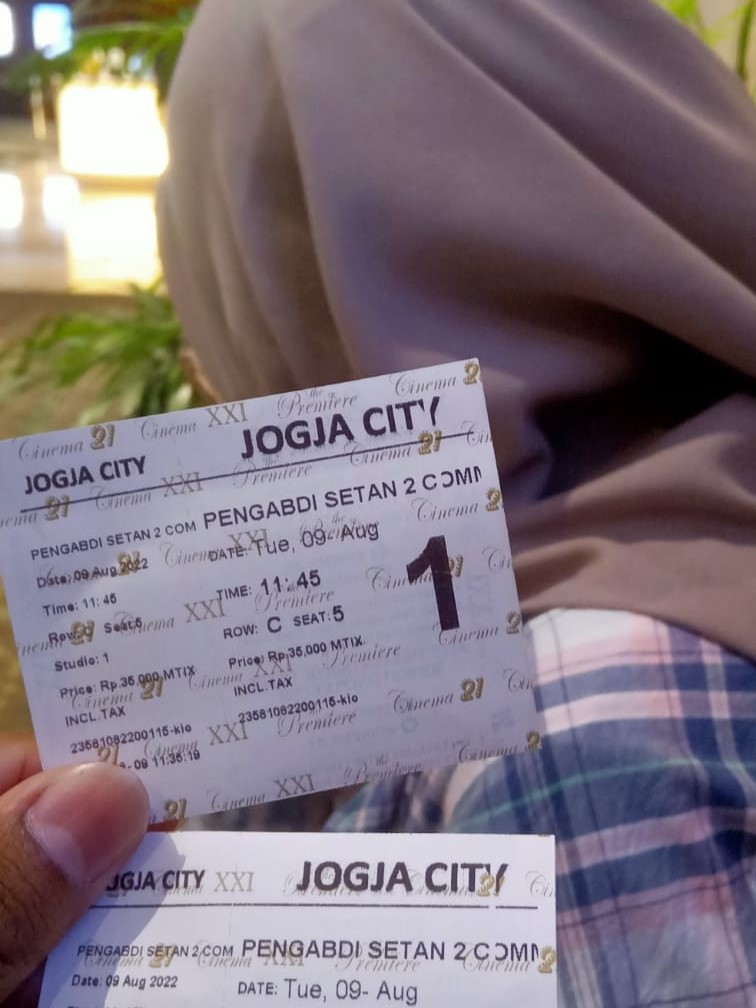 JOGJA CITY JOGJA CITY
PENGABDI SETAN 2 COM PENGABDI SETAN 2 COMM
Date: 09 Aug 2022 DATE: Tue, 09- Aug
Time: 11:45 TIME: 11:45
1
Row: C Seat:5 ROW: C SEAT:5
Studio: 1
Price: Rp.35,000,MTIX Price: Rp.35,000 MTIX
INCL.TAX INCL.TAX
23581082200115-kio 23581082200115-kio
09 11:35:19
Cinema 21 Cinema XXI the Premiere
JOGJA CITY JOGJA CITY
PENGABDI SETAN 2 COM PENGABDI SETAN 2 COMM
Date: 09 Aug 2022 DATE: Tue, 09- Aug